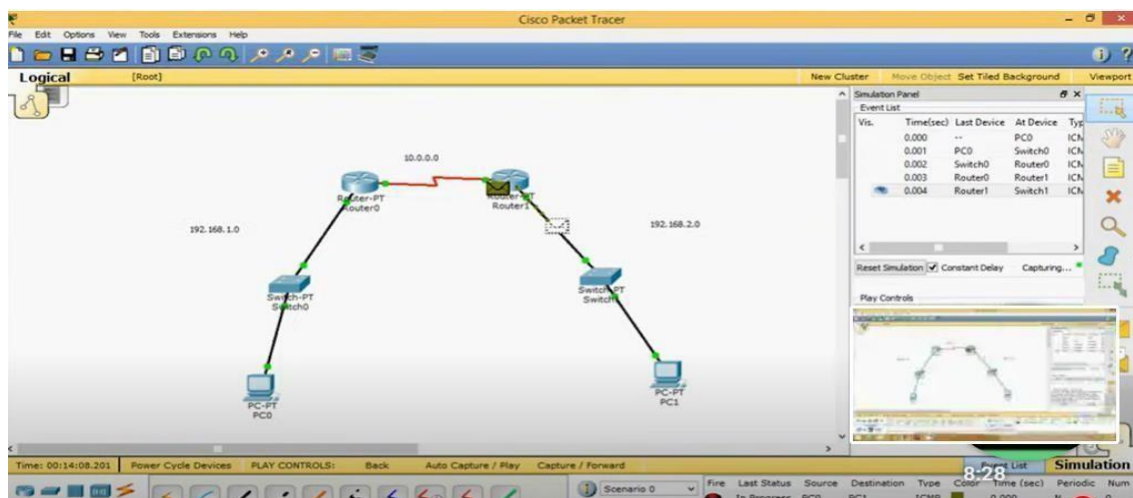 Cisco Packet Tracer
File Edit Options View Tools Extensions Help
Logical [Root] New Cluster Move Object Set Tiled Background Viewport
Simulation Panel
Event List
Vis. Time(sec) Last Device At Device Typ
0.000 -- PC0 ICM
0.001 PC0 Switch0 ICM
0.002 Switch0 Router0 ICM
0.003 Router0 Router1 ICM
0.004 Router1 Switch1 ICM
10.0.0.0
Router-PT
Router0
Router1
192.168.1.0
192.168.2.0
Reset Simulation Constant Delay Capturing...
Play Controls
Switch-PT
Switch0
Switch-PT
PC-PT
PC0
PC-PT
PC1
Time: 00:14:08.201 Power Cycle Devices PLAY CONTROLS: Back Auto Capture / Play Capture / Forward Event List Simulation
8:28
Scenario 0
Fire Last Status Source Destination Type Color Time (sec) Periodic Num
In Progress PC0 PC1 ICMP 0.000 N 0